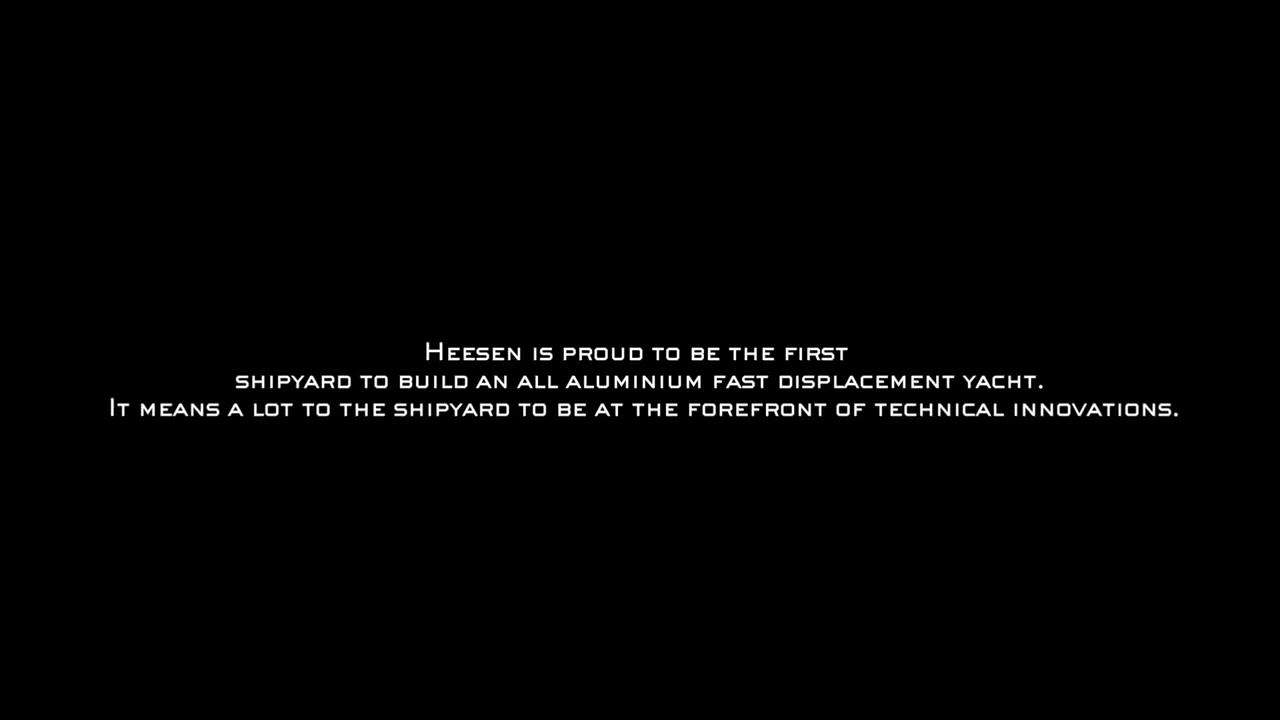 Heesen is proud to be the first
shipyard to build an all aluminium fast displacement yacht.
It means a lot to the shipyard to be at the forefront of technical innovations.